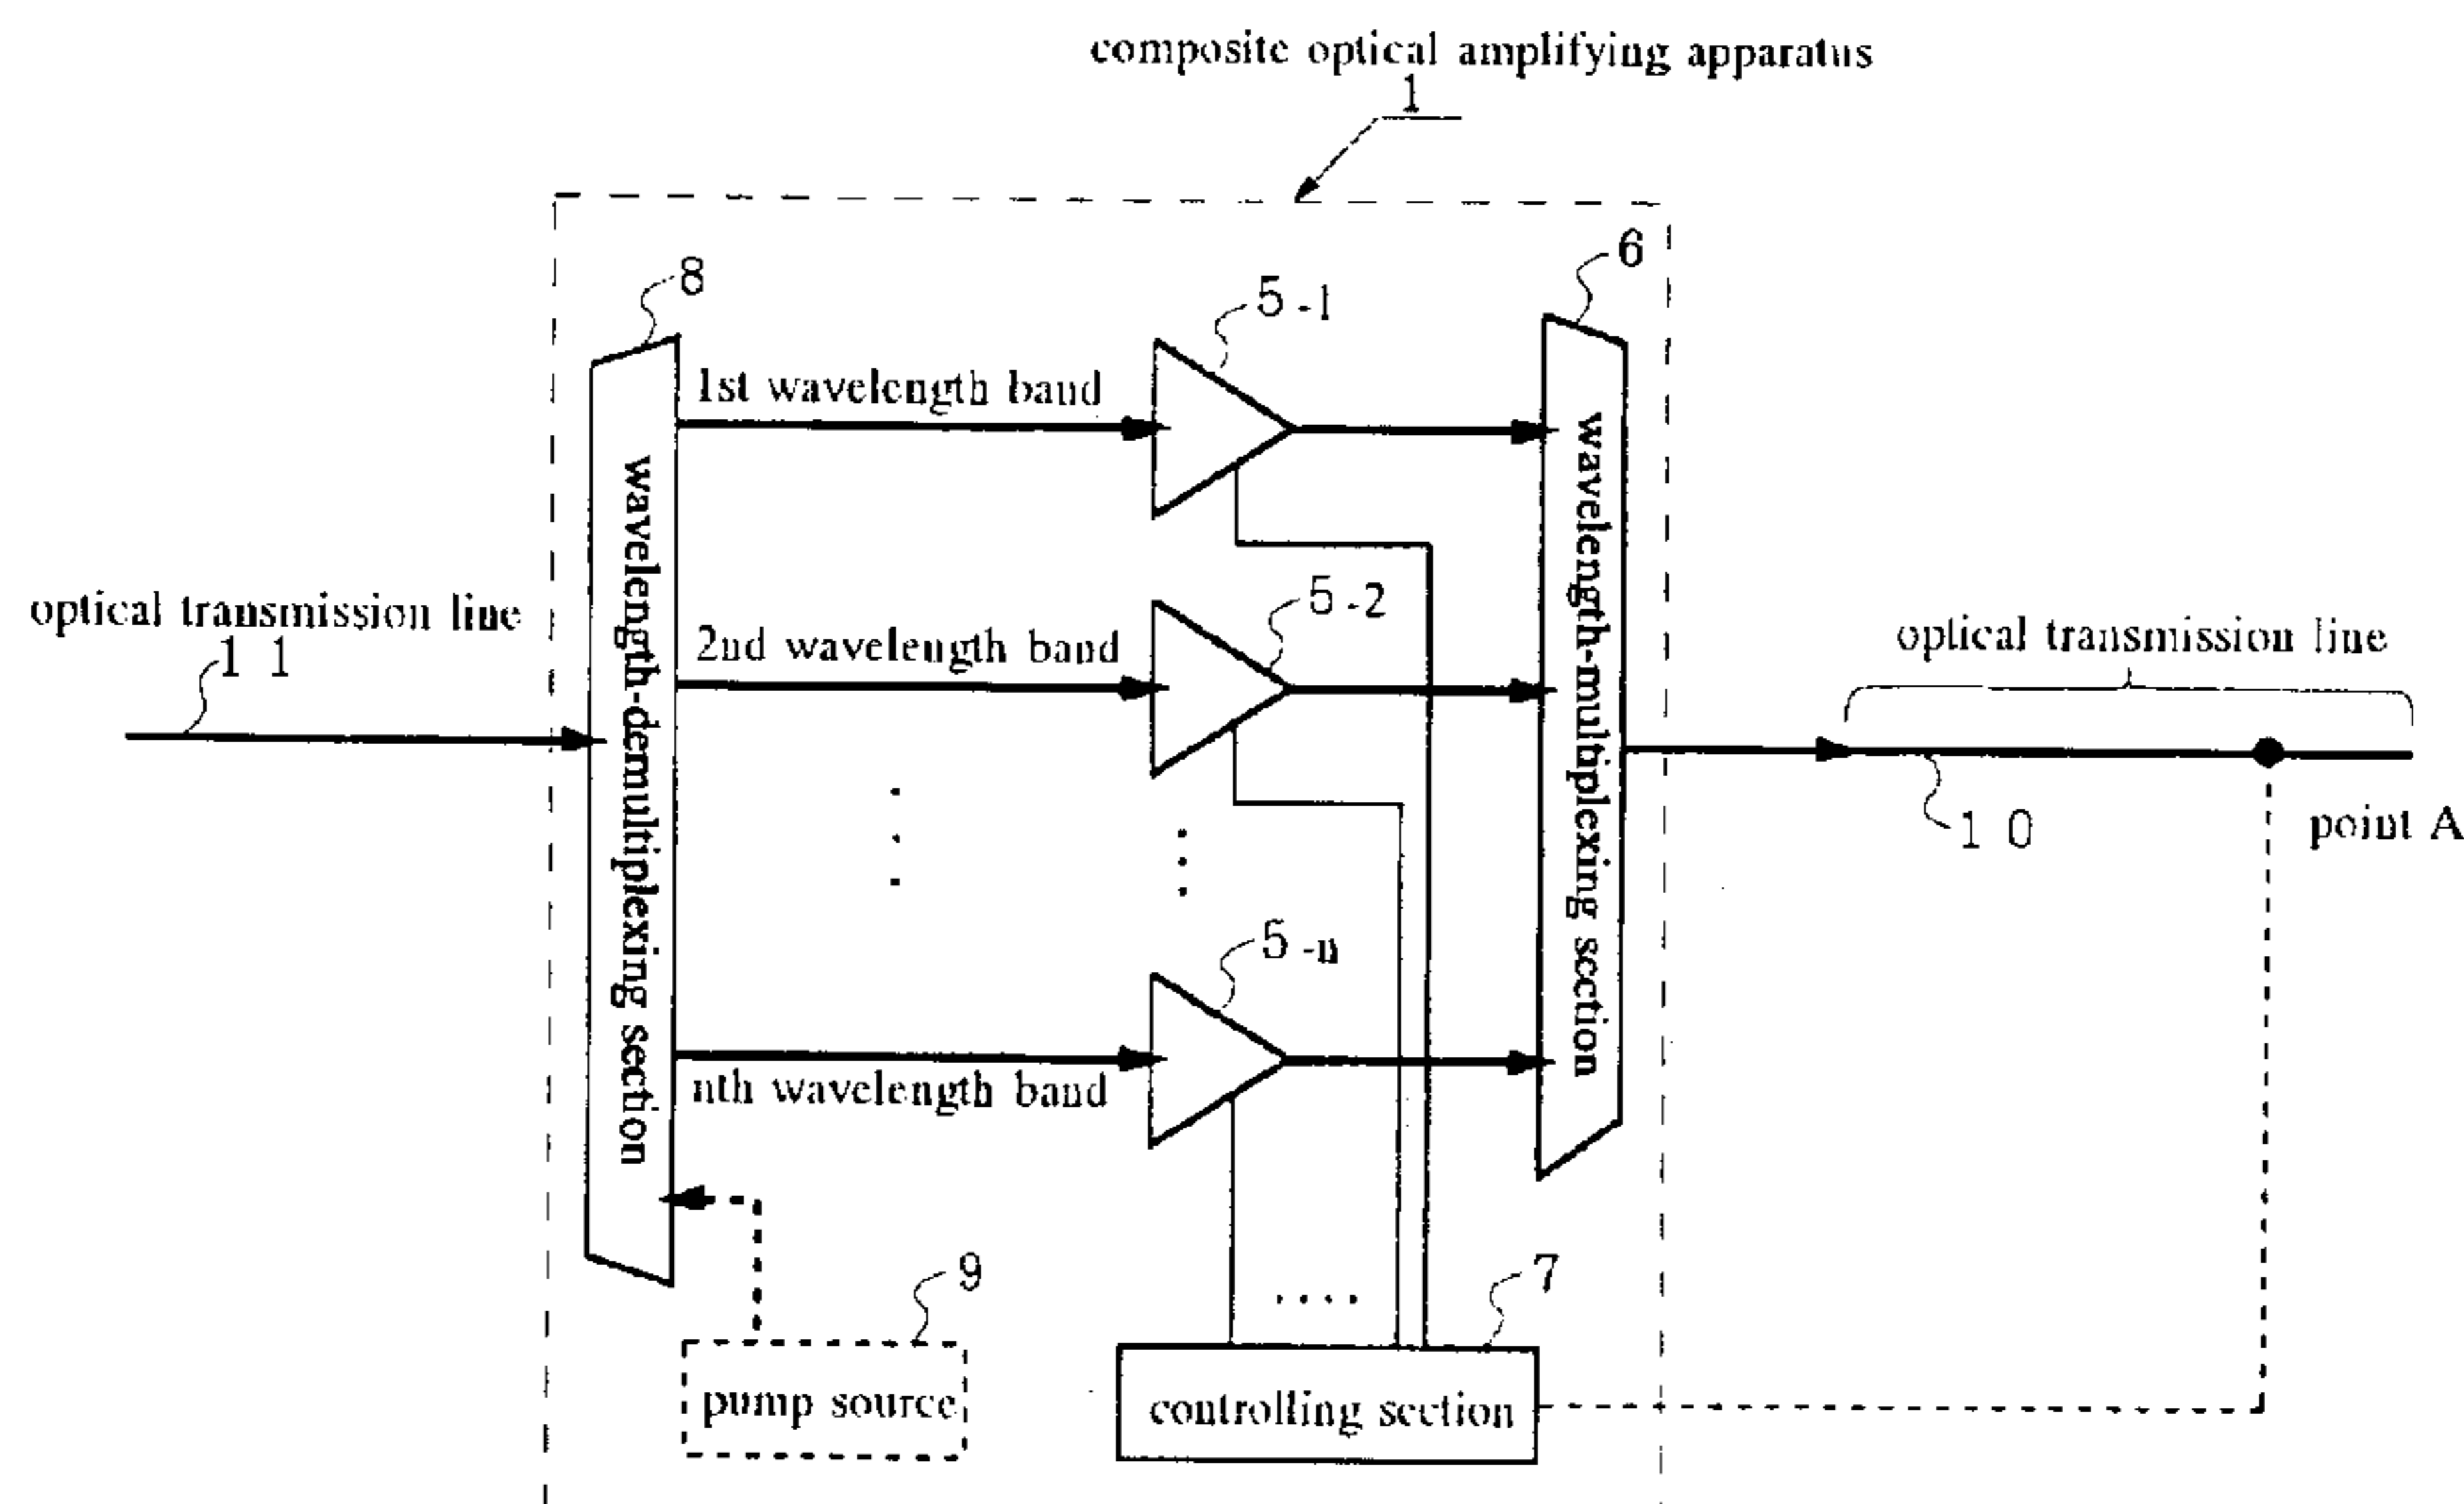 composite optical amplifying apparatus
1
8
6
5-1
1st wavelength band
5-2
optical transmission line
11
2nd wavelength band
optical transmission line
wavelength-demultiplexing section
wavelength-multiplexing section
10
point A
5-n
nth wavelength band
9
7
pump source
controlling section